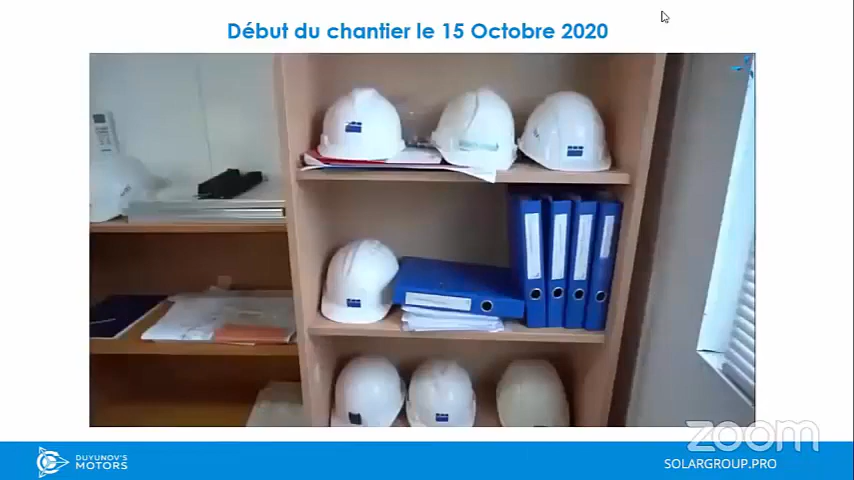 Début du chantier le 15 Octobre 2020
zoom
DUYUNOV'S
MOTORS
SOLARGROUP.PRO